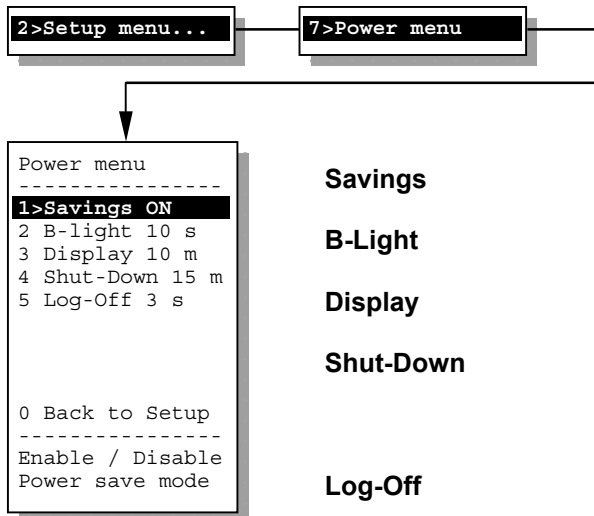 2>Setup menu...
7>Power menu
Power menu
----------------
1>Savings ON
2 B-light 10 s
3 Display 10 m
4 Shut-Down 15 m
5 Log-Off 3 s
0 Back to Setup
----------------
Enable / Disable
Power save mode
Savings
B-Light
Display
Shut-Down
Log-Off